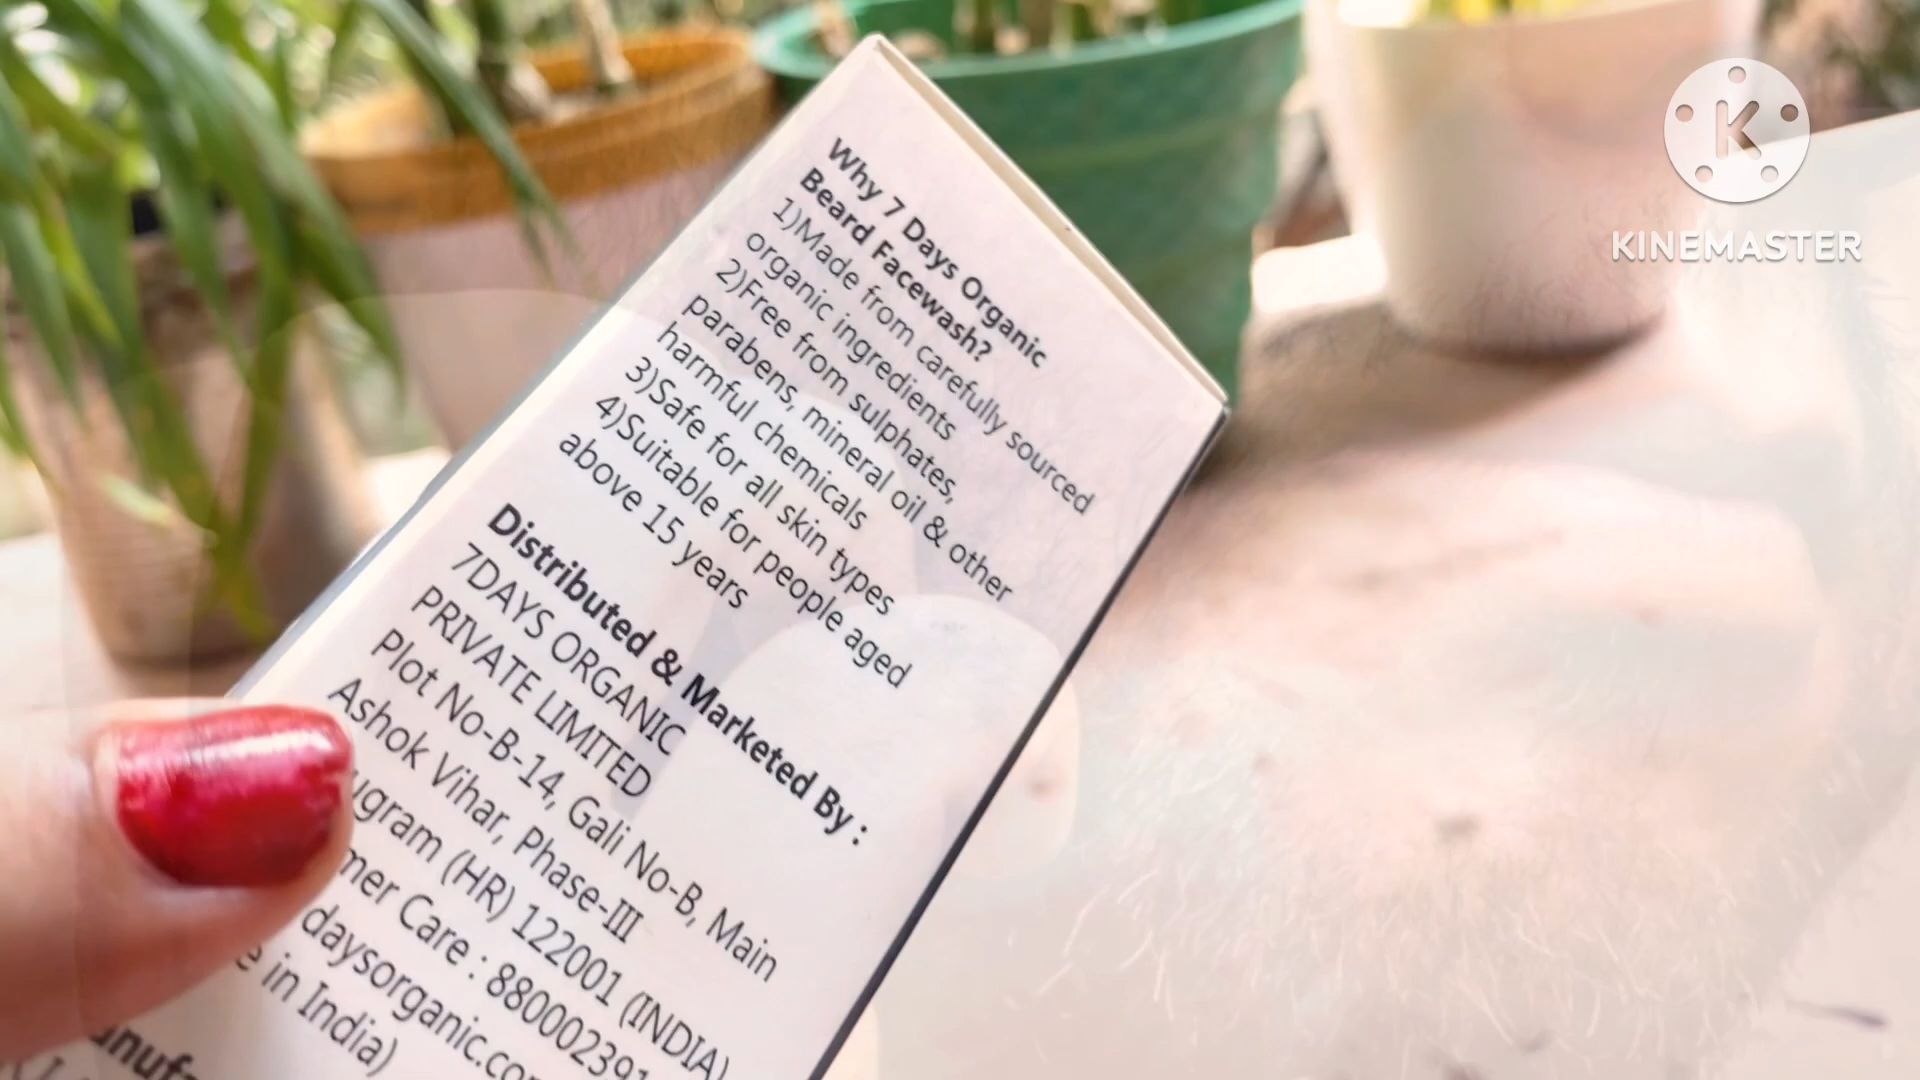 Why 7 Days Organic
Beard Facewash?
1)Made from carefully sourced
organic ingredients
2)Free from sulphates,
parabens, mineral oil & other
harmful chemicals
3)Safe for all skin types
4)Suitable for people aged
above 15 years
Distributed & Marketed By :
7DAYS ORGANIC
PRIVATE LIMITED
Plot No-B-14, Gali No-B, Main
Ashok Vihar, Phase-III
ugram (HR) 122001 (INDIA)
mer Care : 88000239
daysorganic.co
e in India)
anufa
K
KINEMASTER